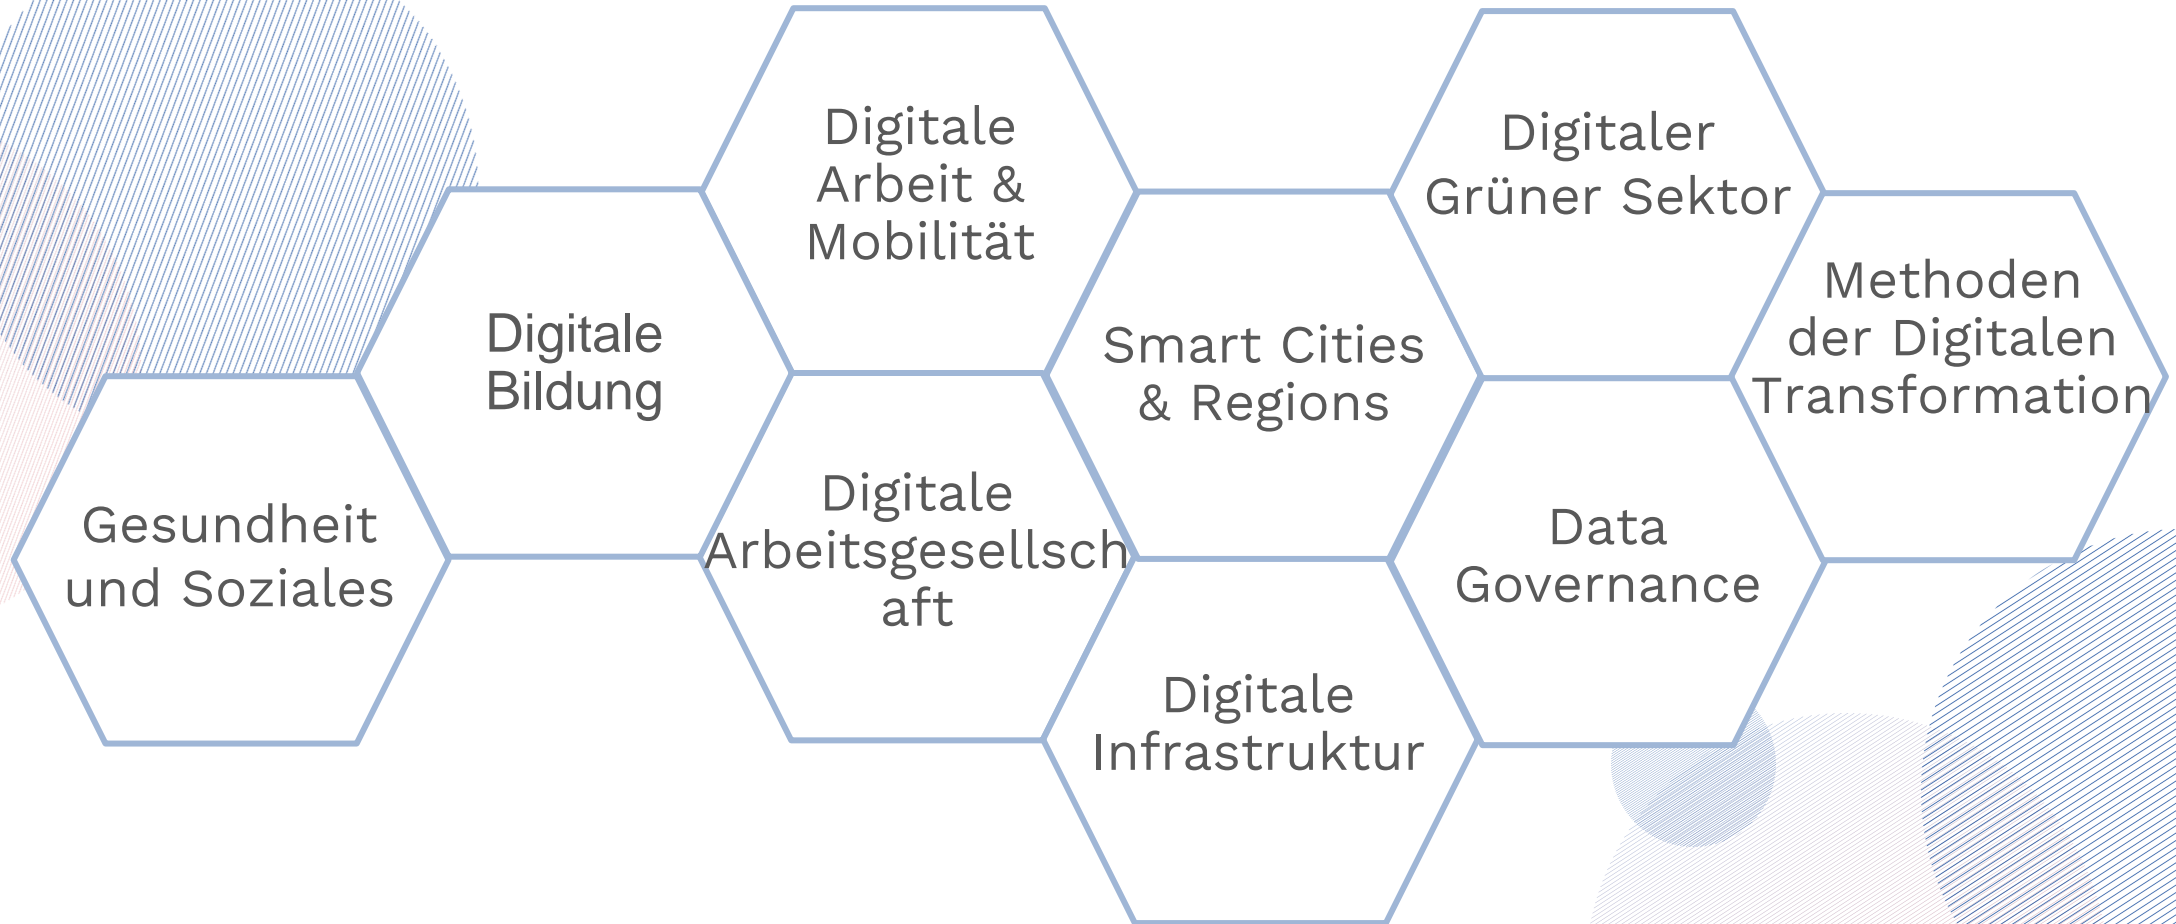 Gesundheit
und Soziales
Digitale
Bildung
Digitale
Arbeit &
Mobilität
Digitale
Arbeitsgesellsch
aft
Smart Cities
& Regions
Digitale
Infrastruktur
Digitaler
Grüner Sektor
Data
Governance
Methoden
der Digitalen
Transformation